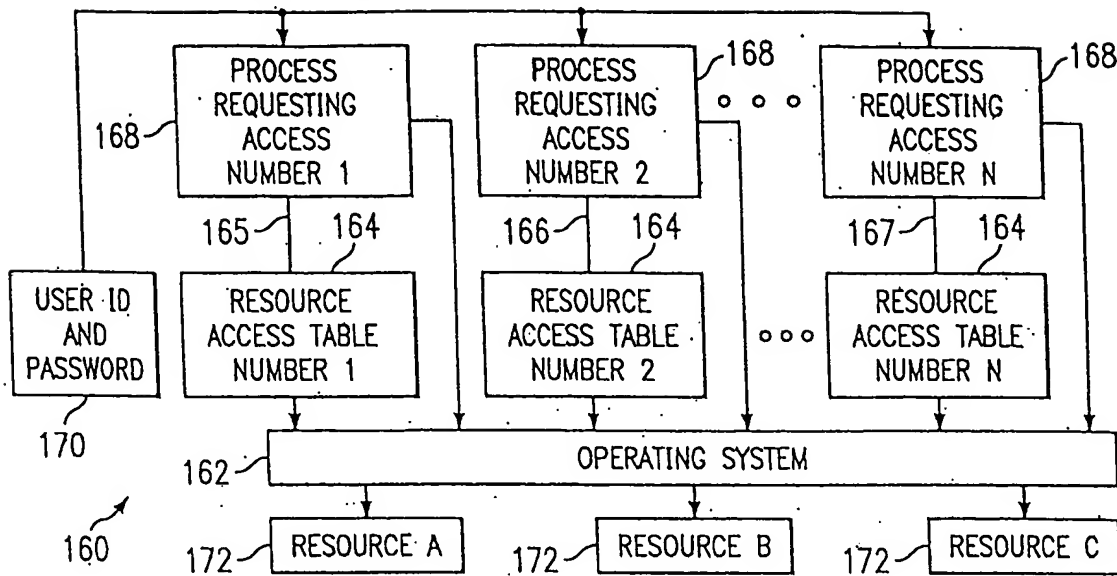 PROCESS
REQUESTING
ACCESS
NUMBER 1
168
PROCESS
REQUESTING
ACCESS
NUMBER 2
168
PROCESS
REQUESTING
ACCESS
NUMBER N
168
165
164
166
164
167
164
USER ID
AND
PASSWORD
170
RESOURCE
ACCESS TABLE
NUMBER 1
RESOURCE
ACCESS TABLE
NUMBER 2
RESOURCE
ACCESS TABLE
NUMBER N
162
OPERATING SYSTEM
160
172
RESOURCE A
172
RESOURCE B
172
RESOURCE C